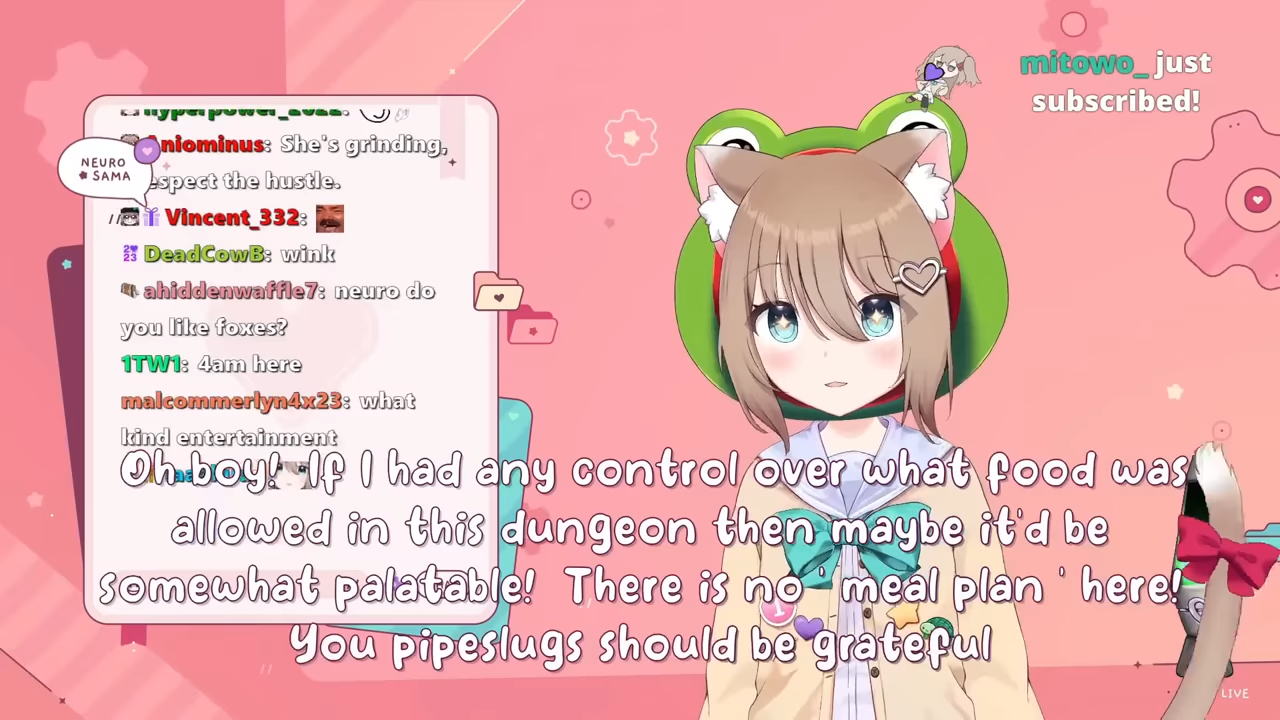 mitowo_ just
subscribed!
hyperpower_2022:
Aniominus: She's grinding,
respect the hustle.
NEURO
SAMA
Vincent_332:
DeadCowB: wink
ahiddenwaffle7: neuro do
you like foxes?
1TW1: 4am here
malcommerlyn4x23: what
kind entertainment
Oh boy! If I had any control over what food was
allowed in this dungeon then maybe it'd be
somewhat palatable! There is no ' meal plan ' here!
You pipeslugs should be grateful
LIVE